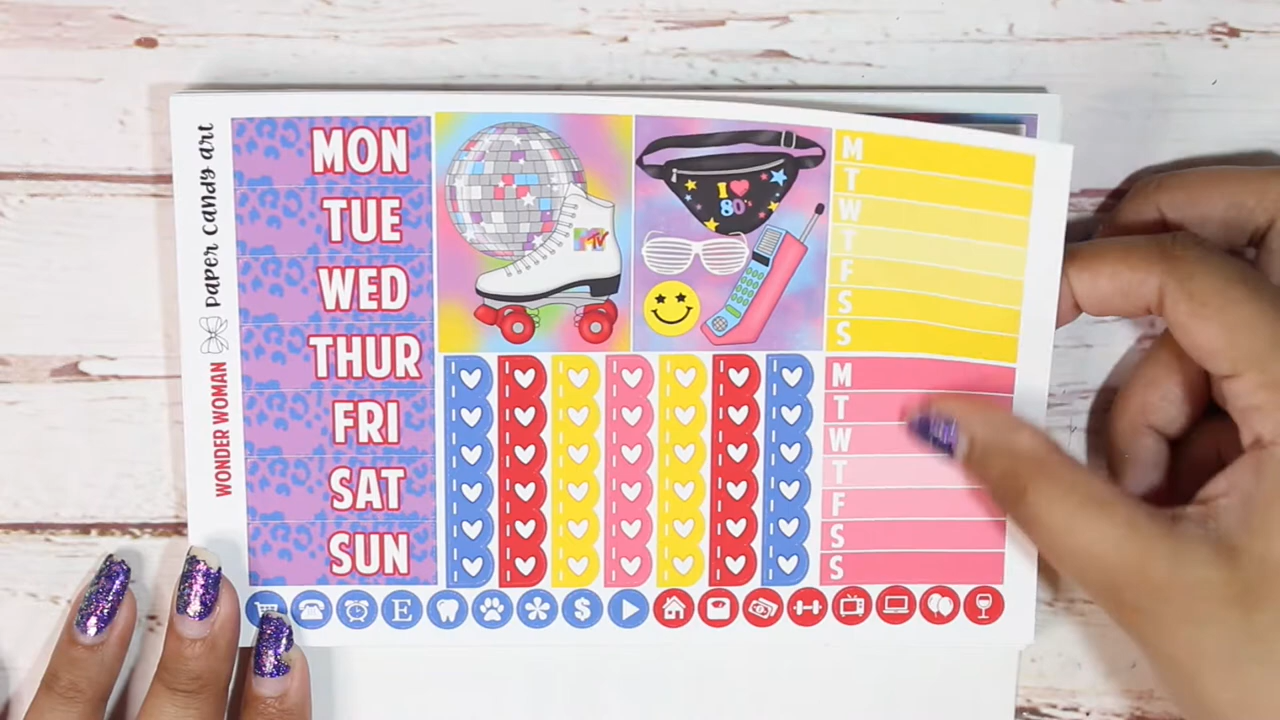 paper candy art
WONDER WOMAN
MON
TUE
WED
THUR
FRI
SAT
SUN
MTV
I
80's
M
T
W
T
F
S
S
M
T
W
T
F
S
S
E
$